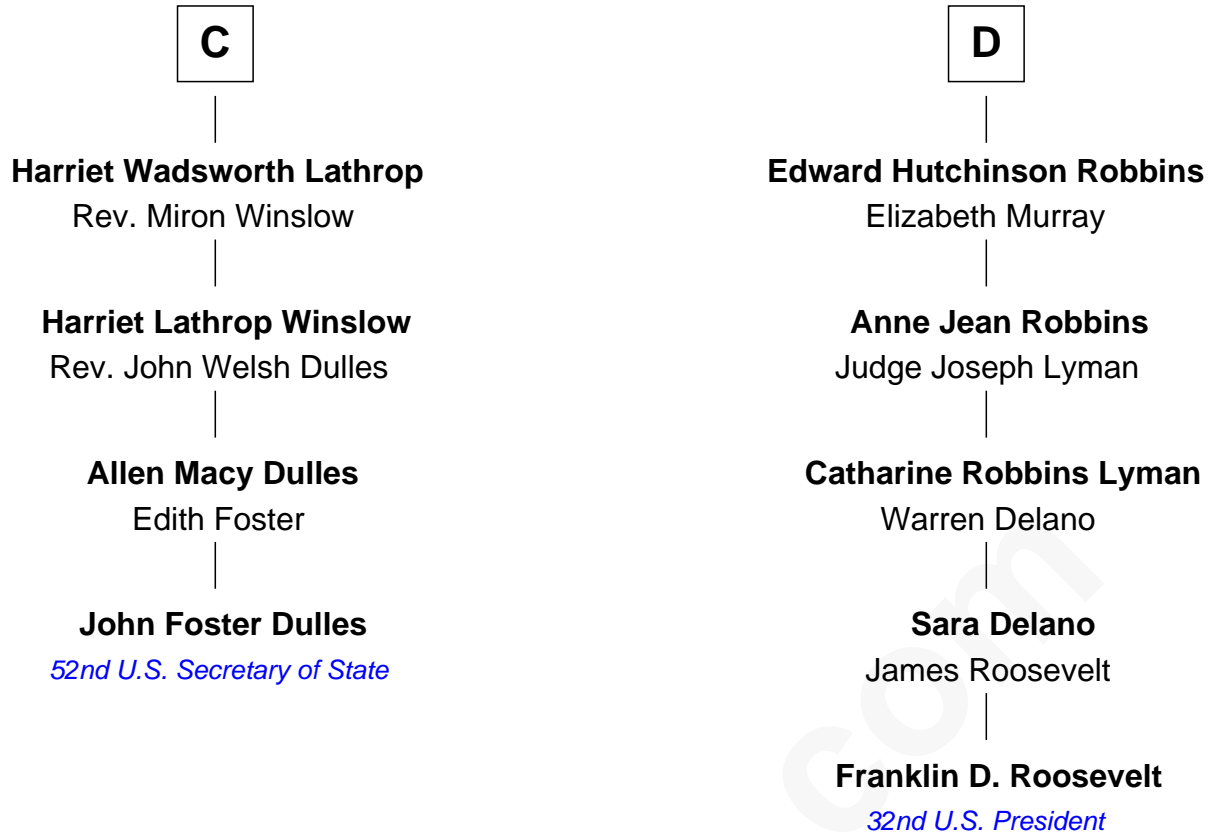 C
Harriet Wadsworth Lathrop
Rev. Miron Winslow
Harriet Lathrop Winslow
Rev. John Welsh Dulles
Allen Macy Dulles
Edith Foster
John Foster Dulles
52nd U.S. Secretary of State
D
Edward Hutchinson Robbins
Elizabeth Murray
Anne Jean Robbins
Judge Joseph Lyman
Catharine Robbins Lyman
Warren Delano
Sara Delano
James Roosevelt
Franklin D. Roosevelt
32nd U.S. President
com